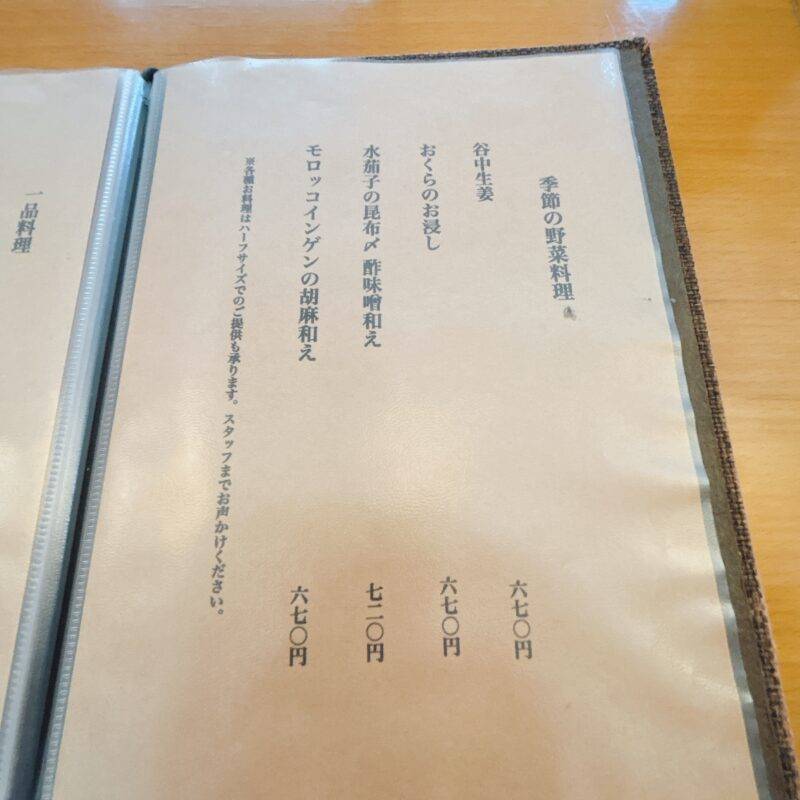 季節の野菜料理
谷中生姜 六七〇円
おくらのお浸し 六七〇円
水茄子の昆布〆 酢味噌和え 七二〇円
モロッコインゲンの胡麻和え 六七〇円
※各種お料理はハーフサイズでのご提供も承ります。スタッフまでお声かけください。
一品料理